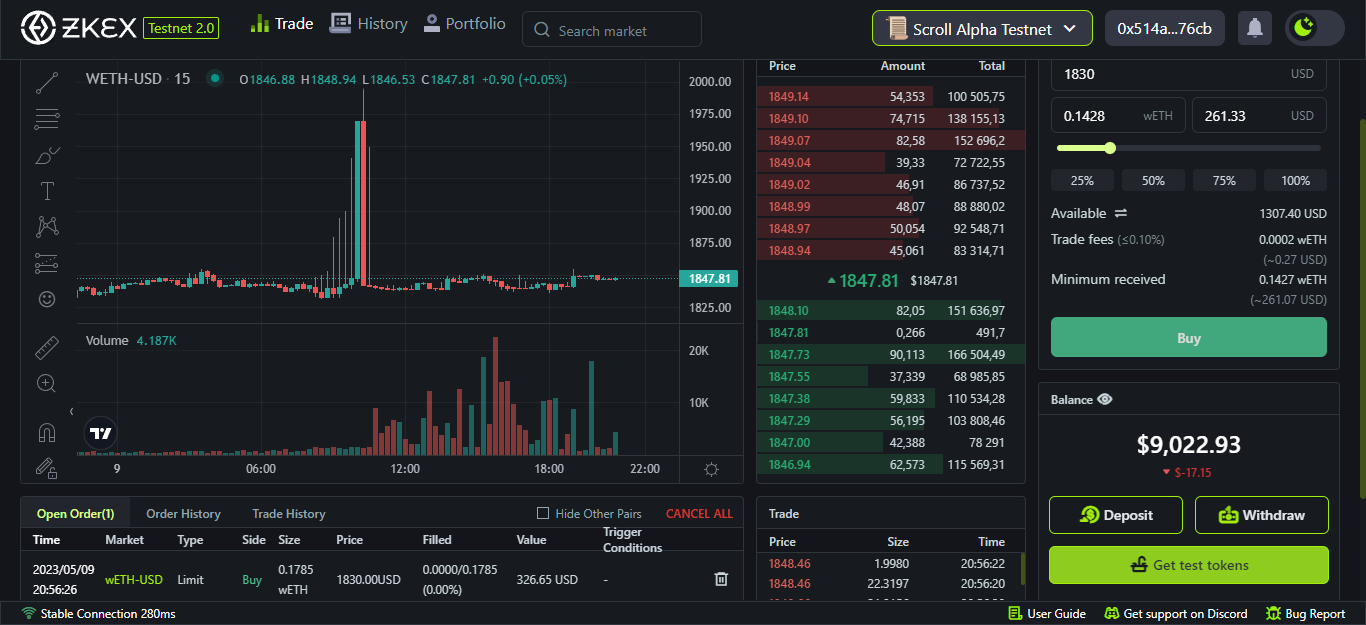 ZKEX Testnet 2.0 Trade History Portfolio Search market Scroll Alpha Testnet 0x514a...76cb
WETH-USD · 15 O1846.88 H1848.94 L1846.53 C1847.81 +0.90 (+0.05%)
2000.00
1975.00
1950.00
1925.00
1900.00
1875.00
1847.81
1825.00
Volume 4.187K
20K
10K
9 06:00 12:00 18:00 22:00
Price Amount Total
1849.14 54,353 100 505,75
1849.10 74,715 138 155,13
1849.07 82,58 152 696,2
1849.04 39,33 72 722,55
1849.02 46,91 86 737,52
1848.99 48,07 88 880,02
1848.97 50,054 92 548,71
1848.94 45,061 83 314,71
1847.81 $1847.81
1848.10 82,05 151 636,97
1847.81 0,266 491,7
1847.73 90,113 166 504,49
1847.55 37,339 68 985,85
1847.38 59,833 110 534,28
1847.29 56,195 103 808,46
1847.00 42,388 78 291
1846.94 62,573 115 569,31
1830 USD
0.1428 wETH 261.33 USD
25% 50% 75% 100%
Available 1307.40 USD
Trade fees (≤0.10%) 0.0002 wETH
(~0.27 USD)
Minimum received 0.1427 wETH
(~261.07 USD)
Buy
Balance
$9,022.93
$-17.15
Deposit Withdraw
Get test tokens
Open Order(1) Order History Trade History Hide Other Pairs CANCEL ALL
Time Market Type Side Size Price Filled Value Trigger Conditions
2023/05/09 20:56:26 wETH-USD Limit Buy 0.1785 wETH 1830.00USD 0.0000/0.1785 (0.00%) 326.65 USD -
Trade
Price Size Time
1848.46 1.9980 20:56:22
1848.46 22.3197 20:56:20
Stable Connection 280ms User Guide Get support on Discord Bug Report